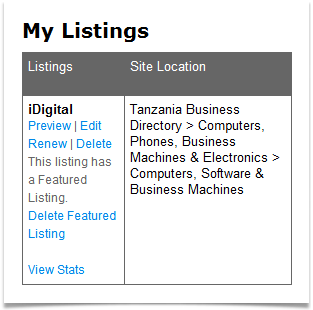 My Listings
Listings
Site Location
iDigital
Preview | Edit
Renew | Delete
This listing has
a Featured
Listing.
Delete Featured
Listing
View Stats
Tanzania Business
Directory > Computers,
Phones, Business
Machines & Electronics >
Computers, Software &
Business Machines